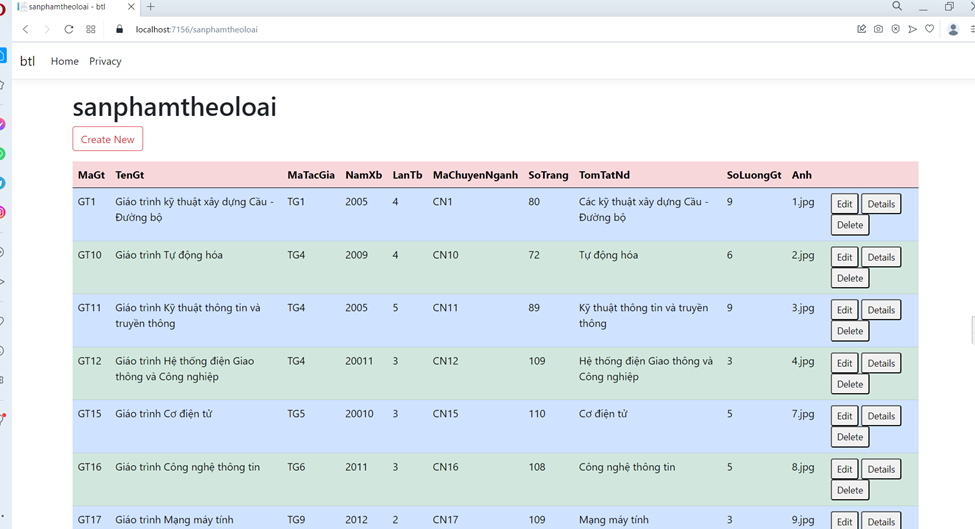 sanphamtheoloai - btl
localhost:7156/sanphamtheoloai
btl Home Privacy
sanphamtheoloai
Create New
MaGt TenGt MaTacGia NamXb LanTb MaChuyenNganh SoTrang TomTatNd SoLuongGt Anh
GT1 Giáo trình kỹ thuật xây dựng Cầu - TG1 2005 4 CN1 80 Các kỹ thuật xây dựng Cầu - 9 1.jpg Edit Details
Đường bộ Đường bộ Delete
GT10 Giáo trình Tự động hóa TG4 2009 4 CN10 72 Tự động hóa 6 2.jpg Edit Details
Delete
GT11 Giáo trình Kỹ thuật thông tin và TG4 2005 5 CN11 89 Kỹ thuật thông tin và truyền 9 3.jpg Edit Details
truyền thông thông Delete
GT12 Giáo trình Hệ thống điện Giao TG4 20011 3 CN12 109 Hệ thống điện Giao thông và 3 4.jpg Edit Details
thông và Công nghiệp Công nghiệp Delete
GT15 Giáo trình Cơ điện tử TG5 20010 3 CN15 110 Cơ điện tử 5 7.jpg Edit Details
Delete
GT16 Giáo trình Công nghệ thông tin TG6 2011 3 CN16 108 Công nghệ thông tin 5 8.jpg Edit Details
Delete
GT17 Giáo trình Mạng máy tính TG9 2012 2 CN17 109 Mạng máy tính 3 9.jpg Edit Details